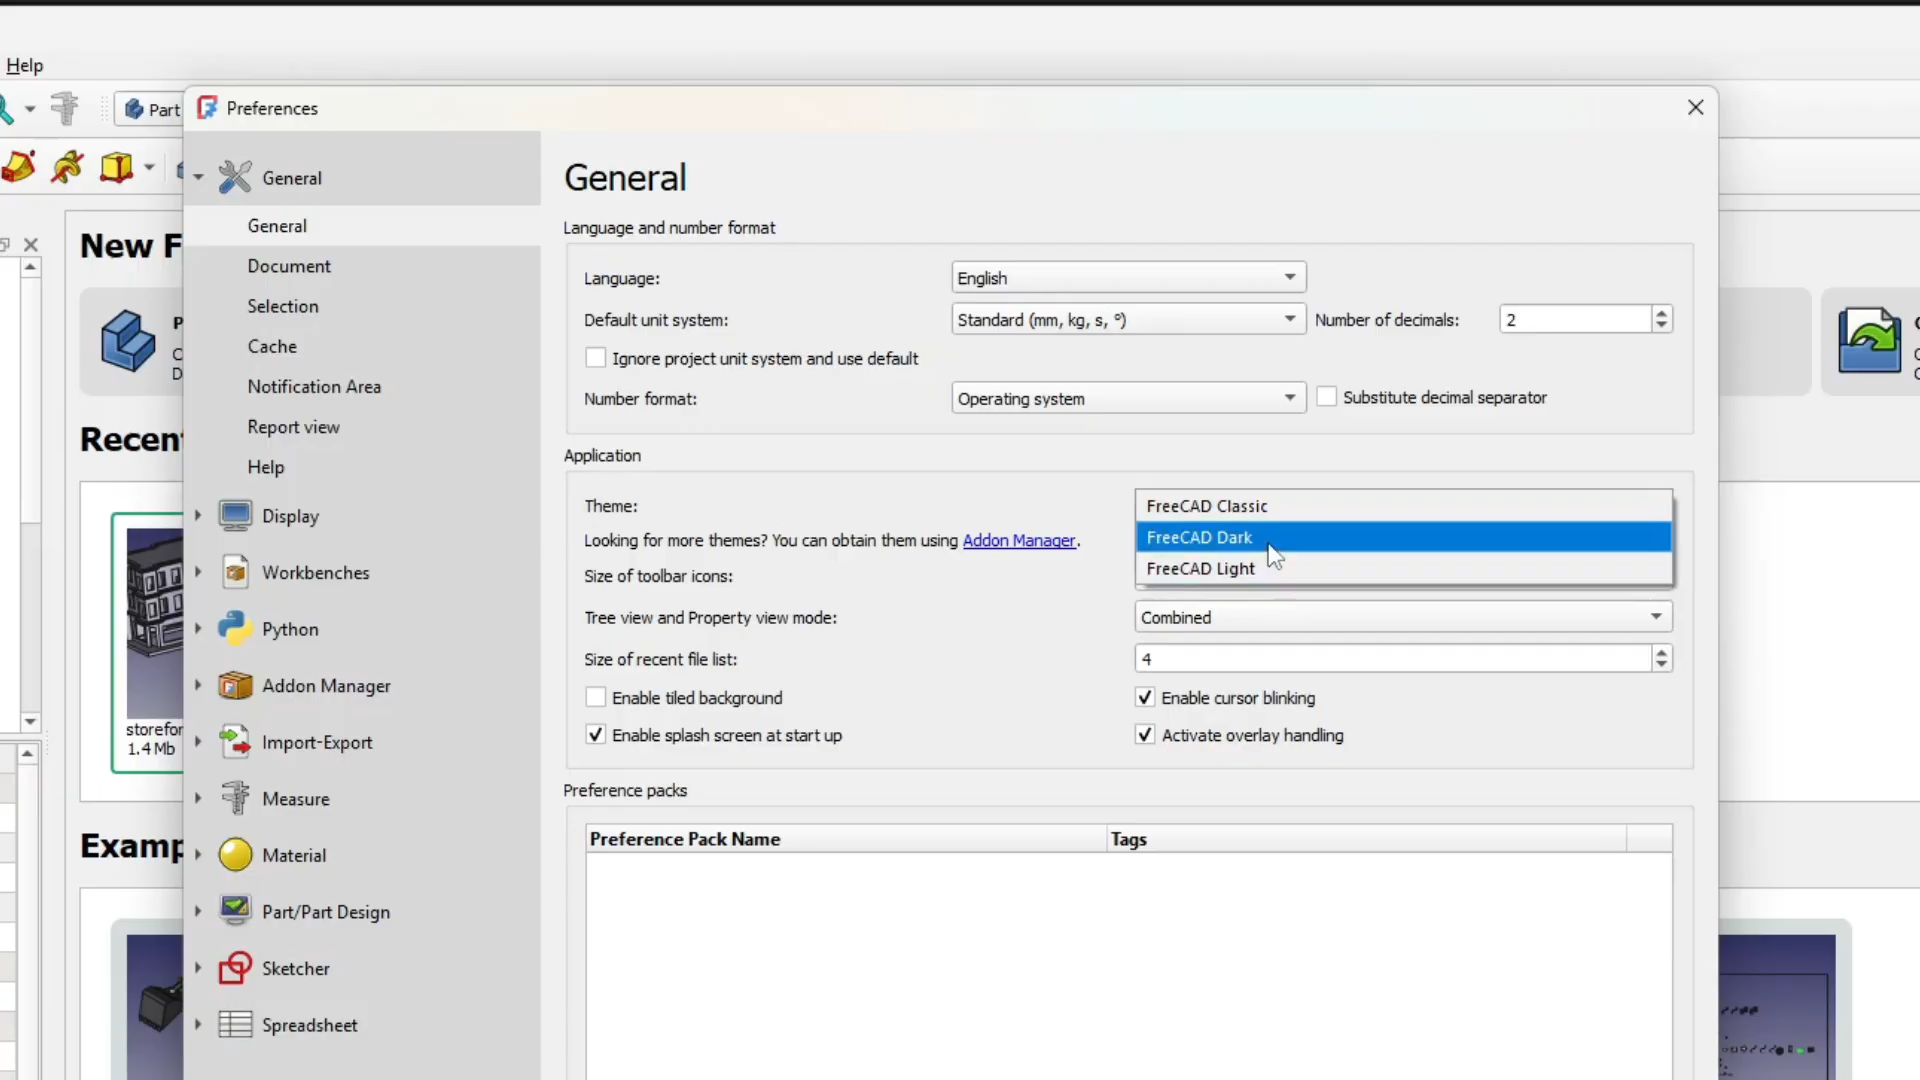 Help
Part
Preferences
General
General
Document
Selection
Cache
Notification Area
Report view
Help
Display
Workbenches
Python
Addon Manager
Import-Export
Measure
Material
Part/Part Design
Sketcher
Spreadsheet
General
Language and number format
Language: English
Default unit system: Standard (mm, kg, s, °) Number of decimals: 2
Ignore project unit system and use default
Number format: Operating system Substitute decimal separator
Application
Theme: FreeCAD Classic
FreeCAD Dark
FreeCAD Light
Looking for more themes? You can obtain them using Addon Manager.
Size of toolbar icons:
Tree view and Property view mode: Combined
Size of recent file list: 4
Enable tiled background Enable cursor blinking
Enable splash screen at start up Activate overlay handling
Preference packs
Preference Pack Name Tags
New F
Recent
storefor
1.4 Mb
Examp